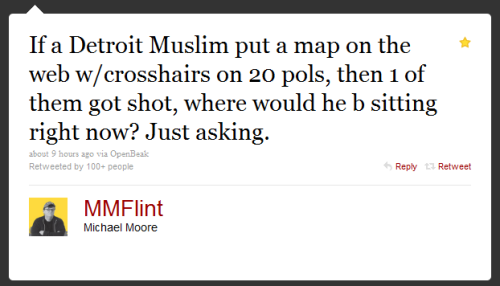 If a Detroit Muslim put a map on the
web w/crosshairs on 20 pols, then 1 of
them got shot, where would he b sitting
right now? Just asking.
about 9 hours ago via OpenBeak
Retweeted by 100+ people
Reply Retweet
MMFlint
Michael Moore